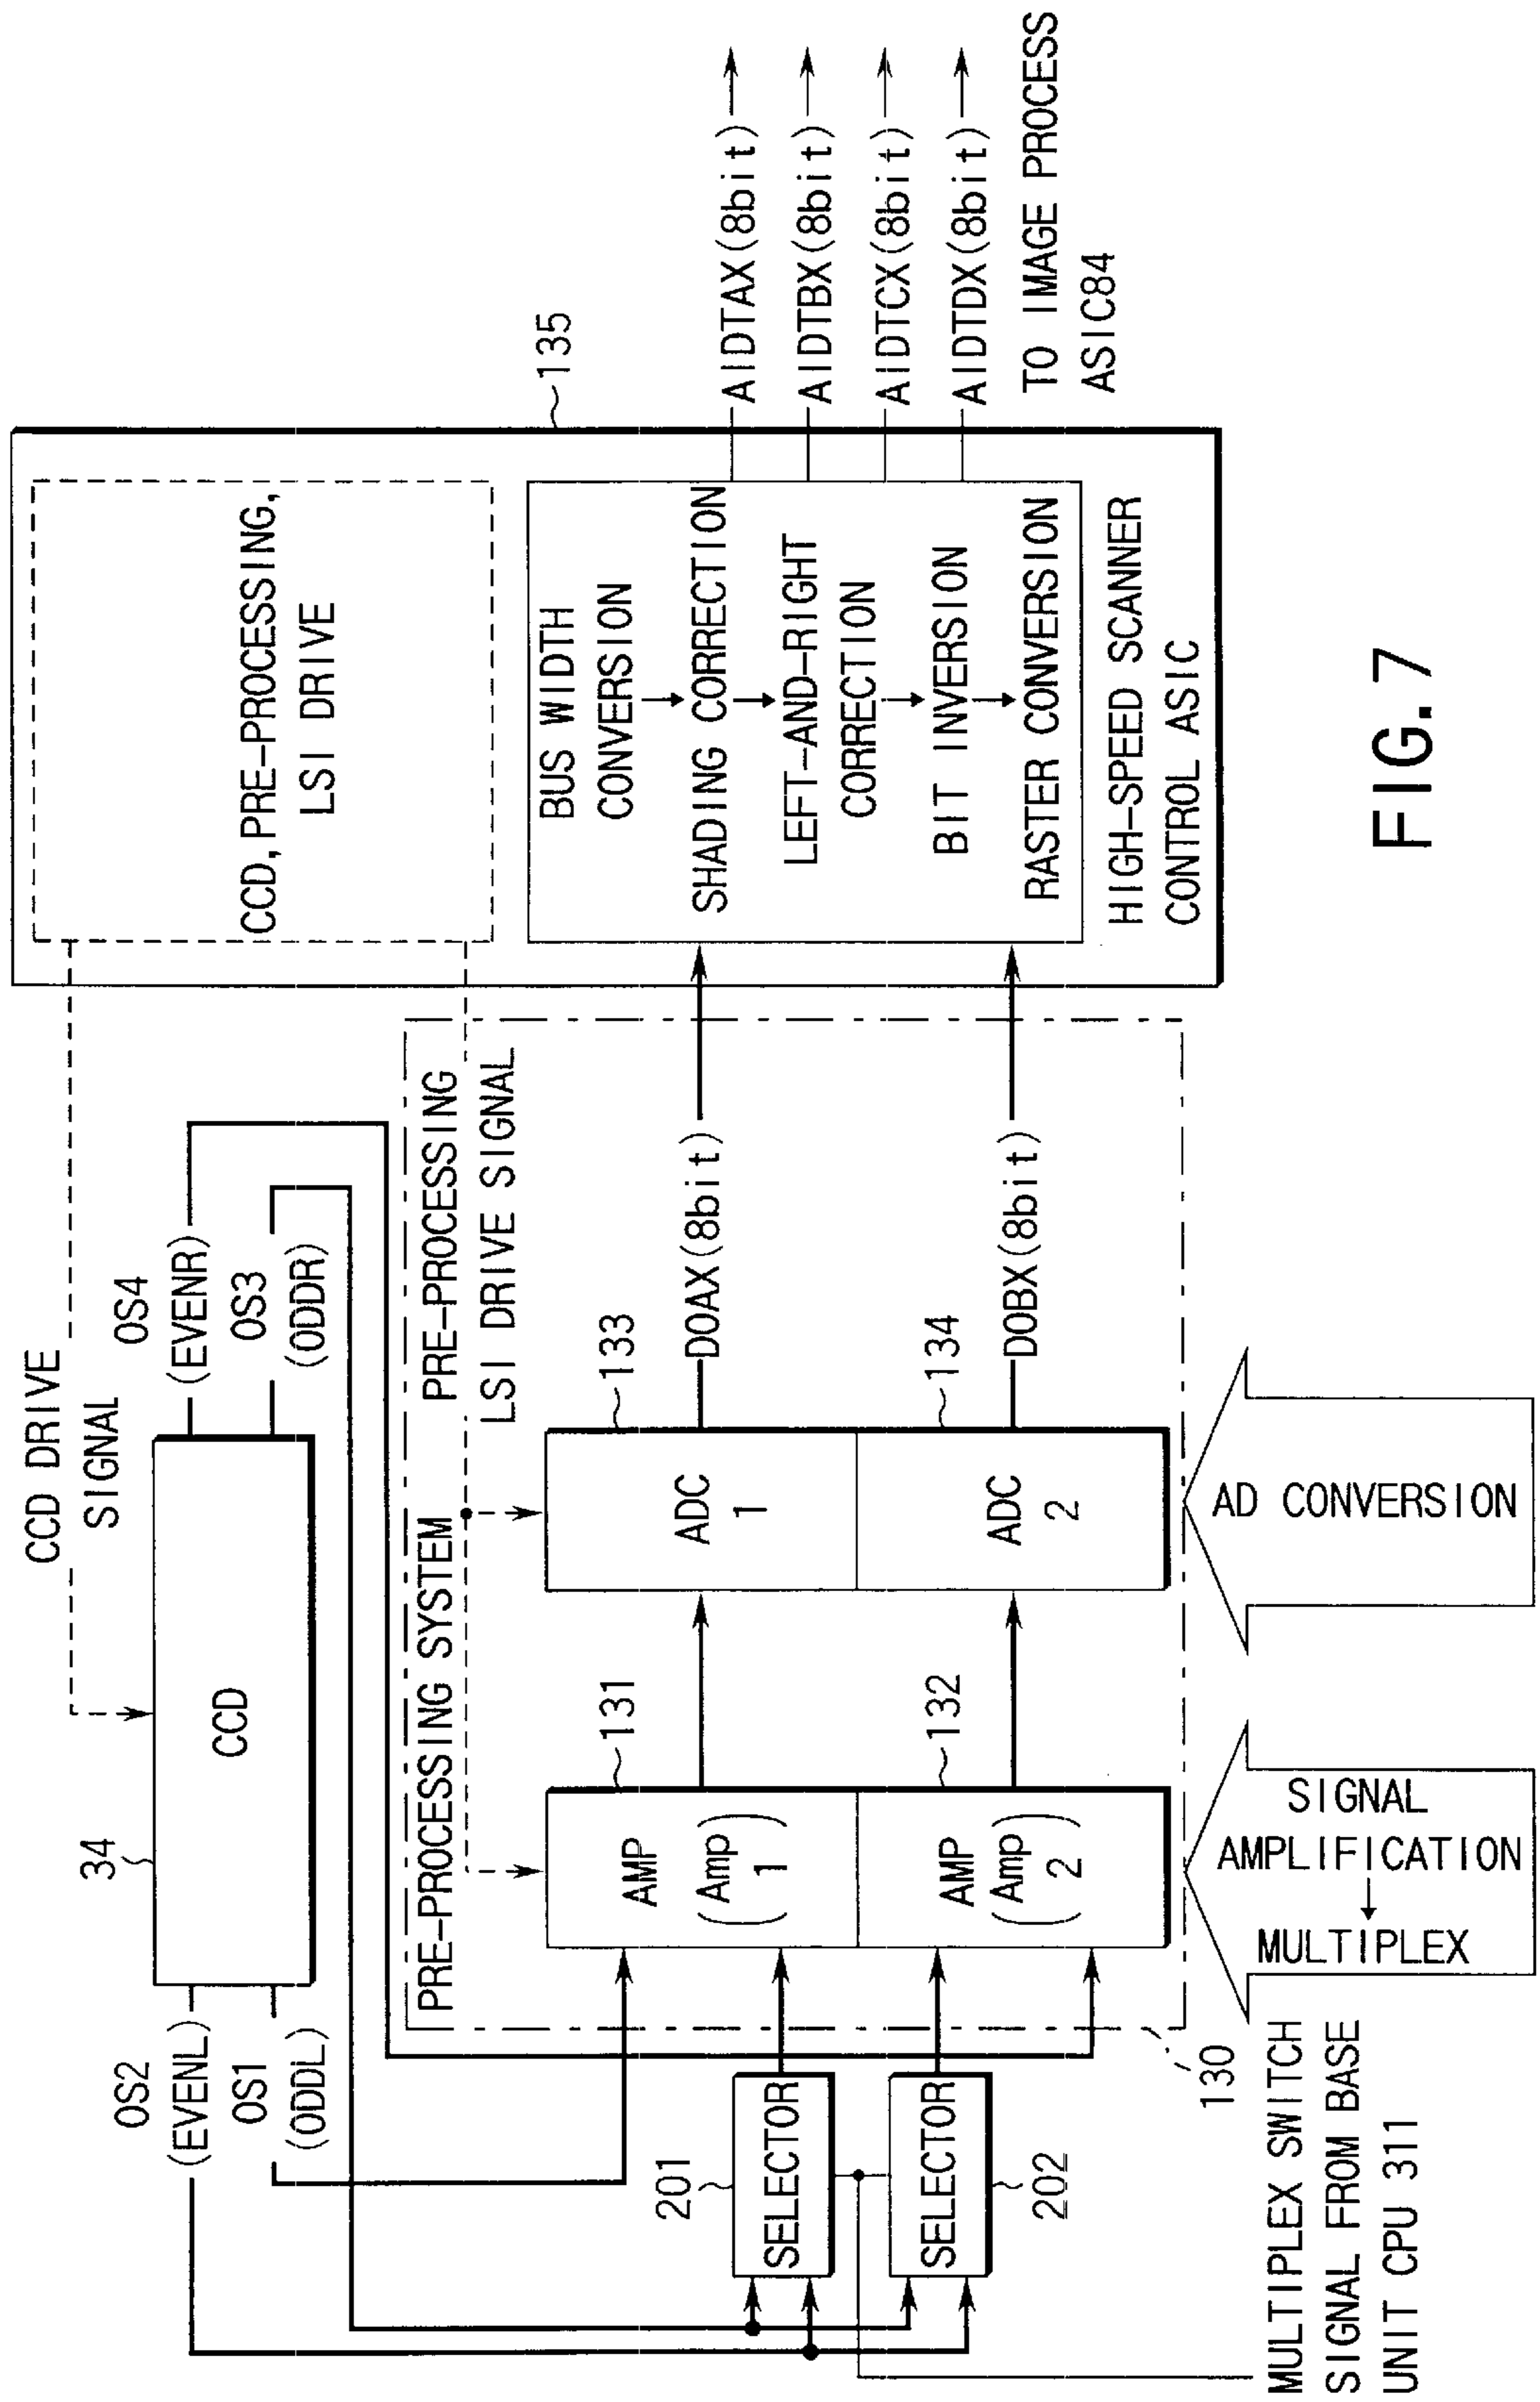 CCD DRIVE
SIGNAL
34
CCD
OS2
(EVENL)
OS1
(ODDL)
OS4
(EVENR)
OS3
(ODDR)
CCD, PRE-PROCESSING,
LSI DRIVE
135
PRE-PROCESSING SYSTEM
PRE-PROCESSING
LSI DRIVE SIGNAL
201
SELECTOR
SELECTOR
202
131
AMP
(Amp 1)
132
AMP
(Amp 2)
133
ADC
1
134
ADC
2
DOAX(8bit)
DOBX(8bit)
BUS WIDTH
CONVERSION
SHADING CORRECTION
LEFT-AND-RIGHT
CORRECTION
BIT INVERSION
RASTER CONVERSION
HIGH-SPEED SCANNER
CONTROL ASIC
AIDTAX(8bit)
AIDTBX(8bit)
AIDTCX(8bit)
AIDTDX(8bit)
TO IMAGE PROCESS
ASIC84
130
MULTIPLEX SWITCH
SIGNAL FROM BASE
UNIT CPU 311
SIGNAL
AMPLIFICATION
MULTIPLEX
AD CONVERSION
FIG. 7